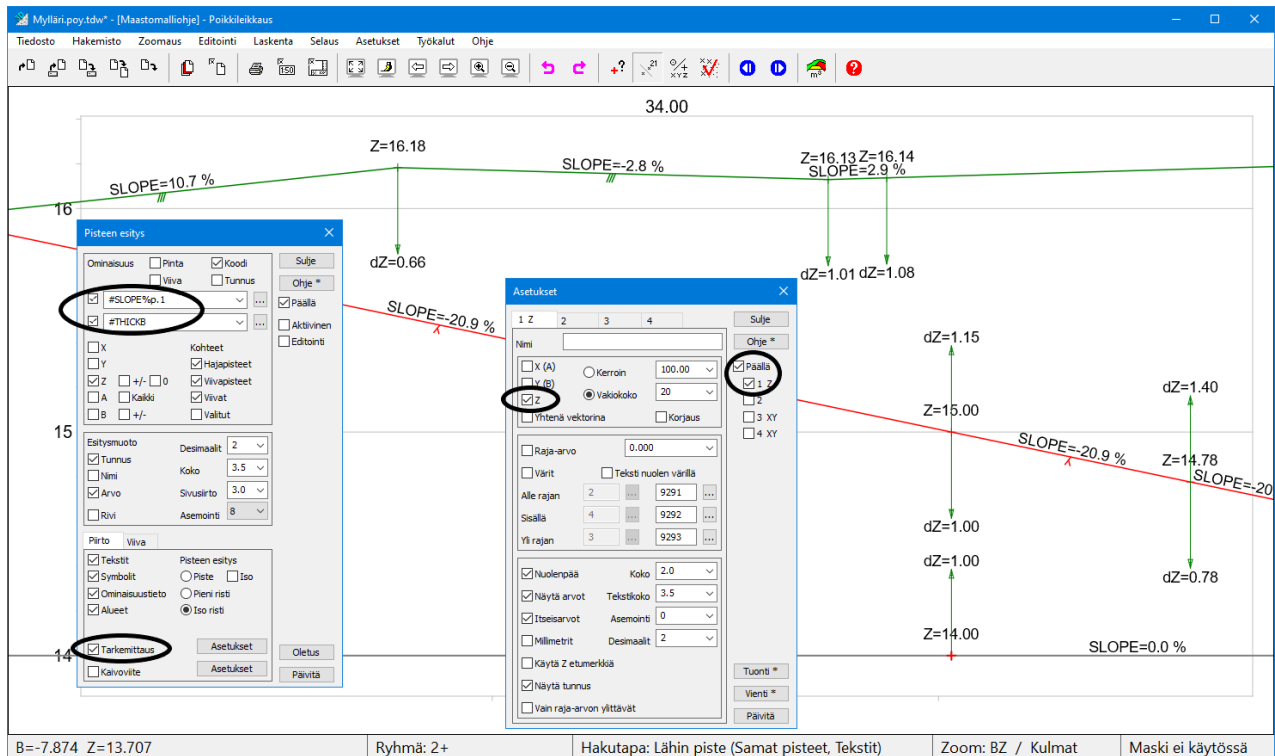 Mylläri.poy.tdw* - [Maastomalliohje] - Poikkileikkaus
Tiedosto Hakemisto Zoomaus Editointi Laskenta Selaus Asetukset Työkalut Ohje
34.00
Z=16.18
SLOPE=-2.8 %
Z=16.13 Z=16.14
SLOPE=2.9 %
SLOPE=10.7 %
16
dZ=0.66
dZ=1.01 dZ=1.08
SLOPE=-20.9 %
dZ=1.15
dZ=1.40
Z=15.00
15
SLOPE=-20.9 %
Z=14.78
SLOPE=-20
dZ=1.00
dZ=1.00
dZ=0.78
Z=14.00
SLOPE=0.0 %
14
Pisteen esitys
Ominaisuus Pinta Koodi Sulje
Viiva Tunnus Ohje *
#SLOPE%p.1 ... Päällä
#THICKB ... Aktiivinen
Editointi
X Kohteet
Y Hajapisteet
Z +/- 0 Viivapisteet
A Kaikki Viivat
B +/- Valitut
Esitysmuoto Desimaalit 2
Tunnus
Nimi Koko 3.5
Arvo Sivusiirto 3.0
Rivi Asemointi 8
Piirto Viiva
Tekstit Pisteen esitys
Symbolit Piste Iso
Ominaisuustieto Pieni risti
Alueet Iso risti
Tarkemittaus Asetukset Oletus
Kaivoviite Asetukset Päivitä
Asetukset
1 Z 2 3 4 Sulje
Nimi Ohje *
X (A) Kerroin 100.00 Päällä
Y (B) 1 Z
Z Vakiokoko 20 2
Yhtenä vektorina Korjaus 3 XY
4 XY
Raja-arvo 0.000
Värit Teksti nuolen värillä
Alle rajan 2 ... 9291 ...
Sisällä 4 ... 9292 ...
Yli rajan 3 ... 9293 ...
Nuolenpää Koko 2.0
Näytä arvot Tekstikoko 3.5
Itseisarvot Asemointi 0
Millimetrit Desimaalit 2
Käytä Z etumerkkiä Tuonti *
Näytä tunnus Vienti *
Vain raja-arvon ylittävät Päivitä
B=-7.874 Z=13.707 Ryhmä: 2+ Hakutapa: Lähin piste (Samat pisteet, Tekstit) Zoom: BZ / Kulmat Maski ei käytössä